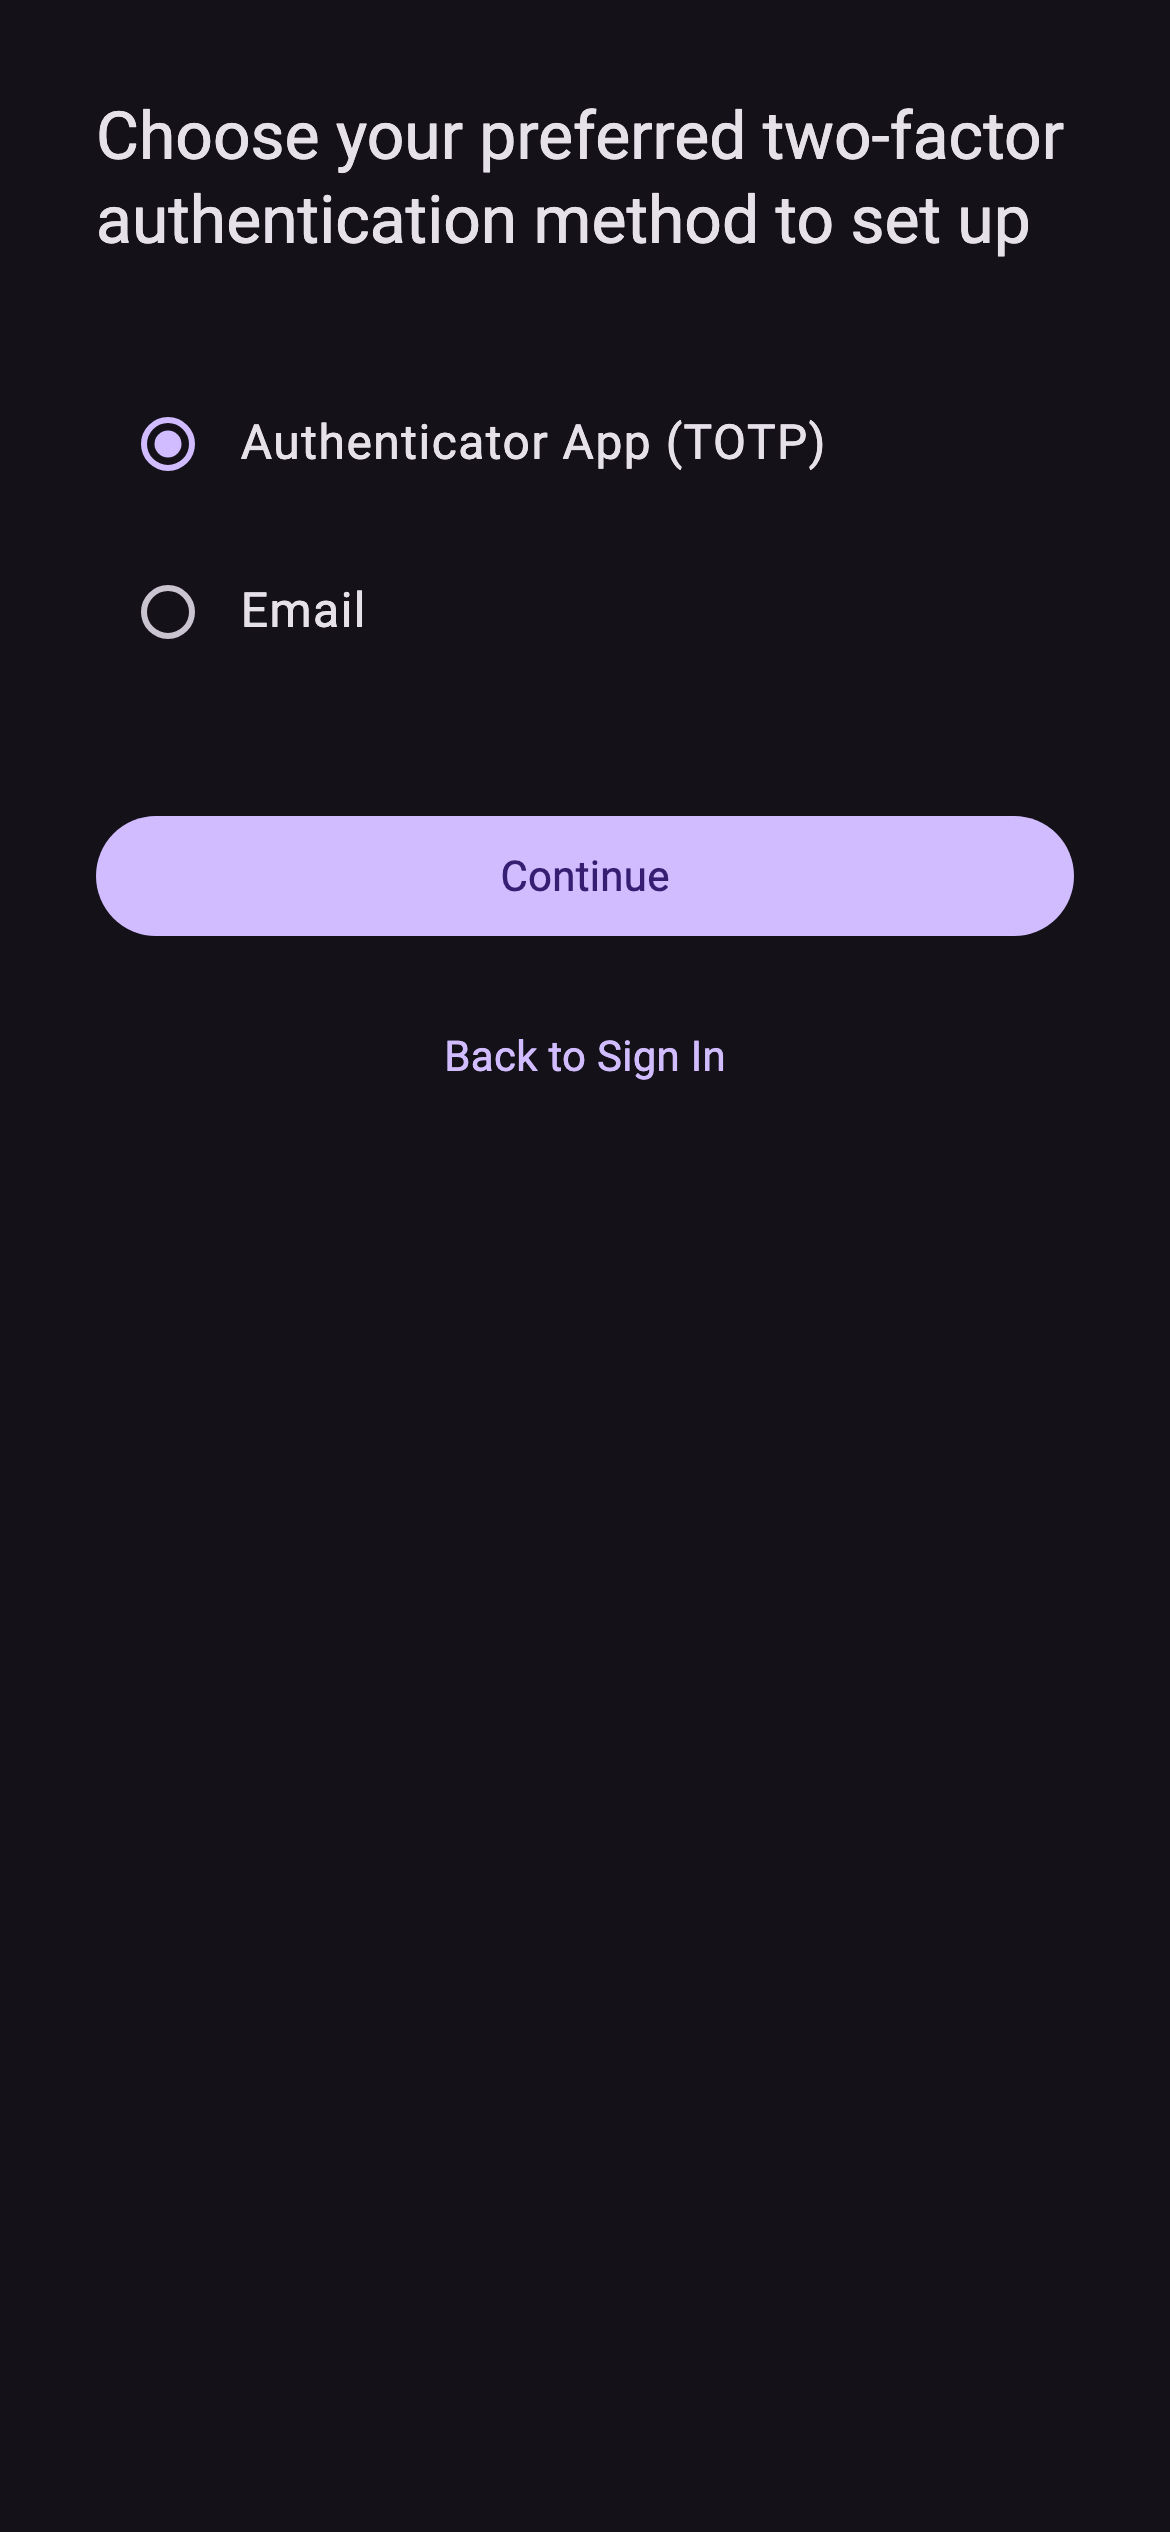 Choose your preferred two-factor
authentication method to set up
Authenticator App (TOTP)
Email
Continue
Back to Sign In